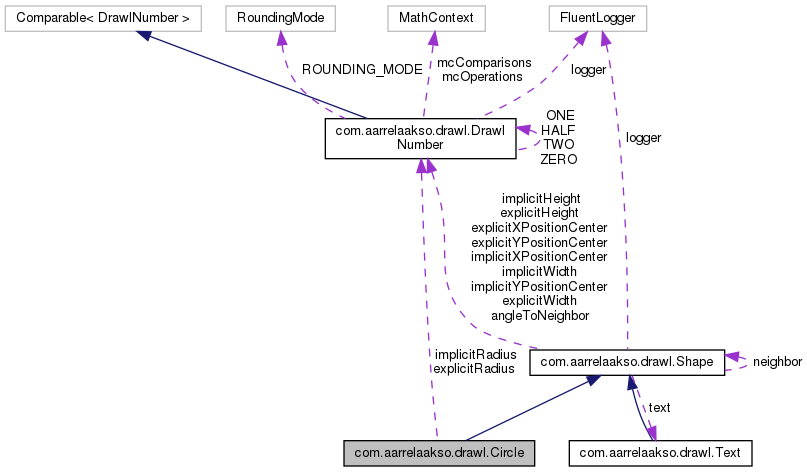 Comparable< DrawlNumber >
RoundingMode
MathContext
FluentLogger
ROUNDING_MODE
mcComparisons
mcOperations
logger
com.aarrelaakso.drawl.Drawl
Number
ONE
HALF
TWO
ZERO
logger
implicitHeight
explicitHeight
explicitXPositionCenter
explicitYPositionCenter
implicitXPositionCenter
implicitWidth
implicitYPositionCenter
explicitWidth
angleToNeighbor
implicitRadius
explicitRadius
com.aarrelaakso.drawl.Shape
neighbor
text
com.aarrelaakso.drawl.Circle
com.aarrelaakso.drawl.Text